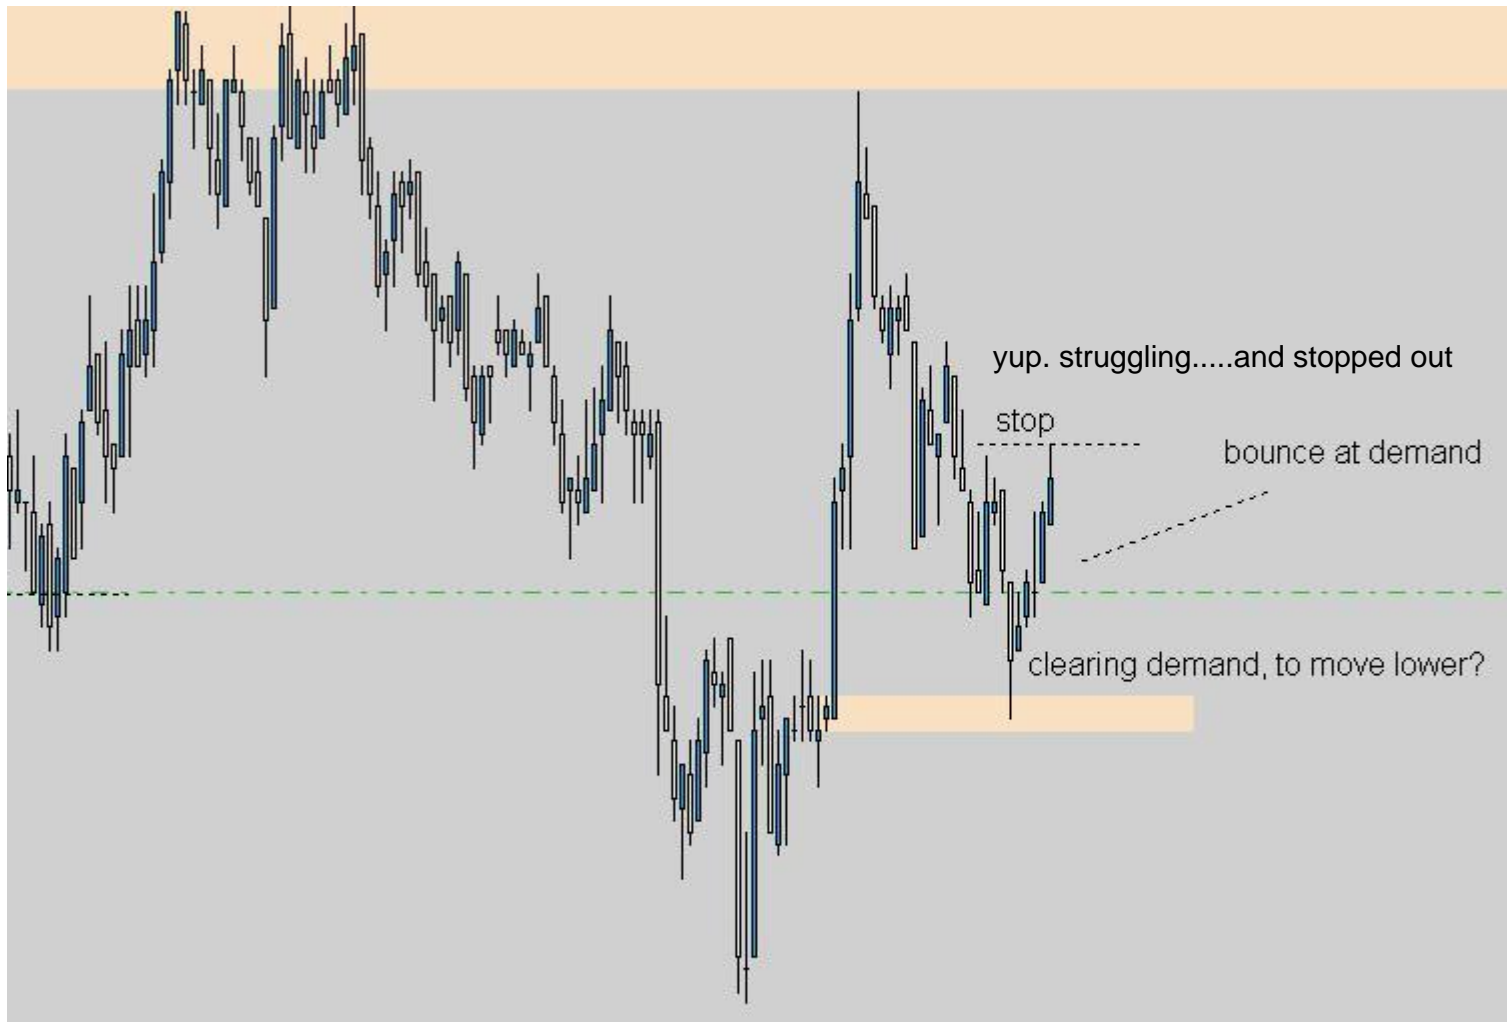 yup. struggling.....and stopped out
stop
bounce at demand
clearing demand, to move lower?